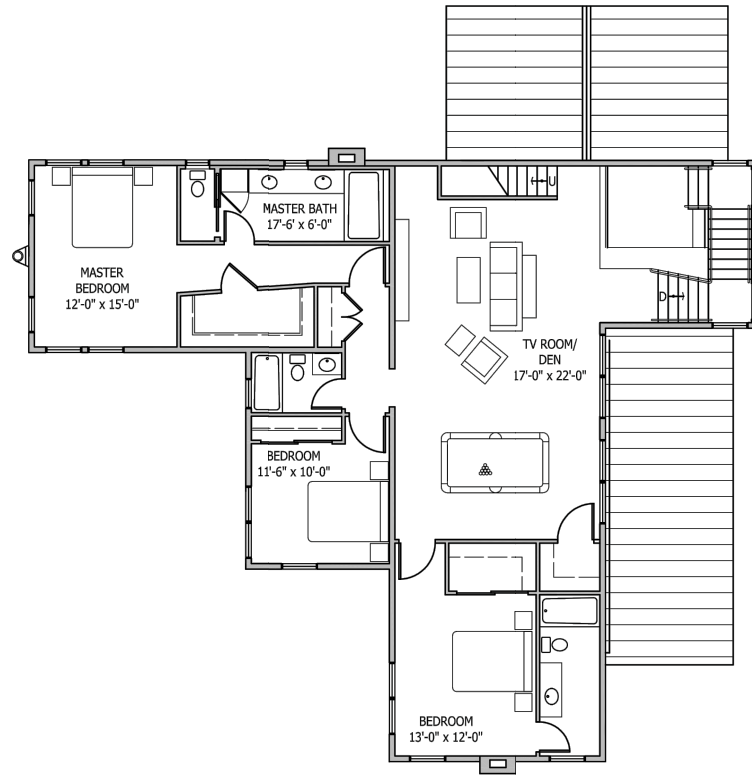 U
MASTER BATH
17'-6' x 6'-0"
MASTER
BEDROOM
12'-0" x 15'-0"
D
TV ROOM/
DEN
17'-0" x 22'-0"
BEDROOM
11'-6" x 10'-0"
BEDROOM
13'-0" x 12'-0"